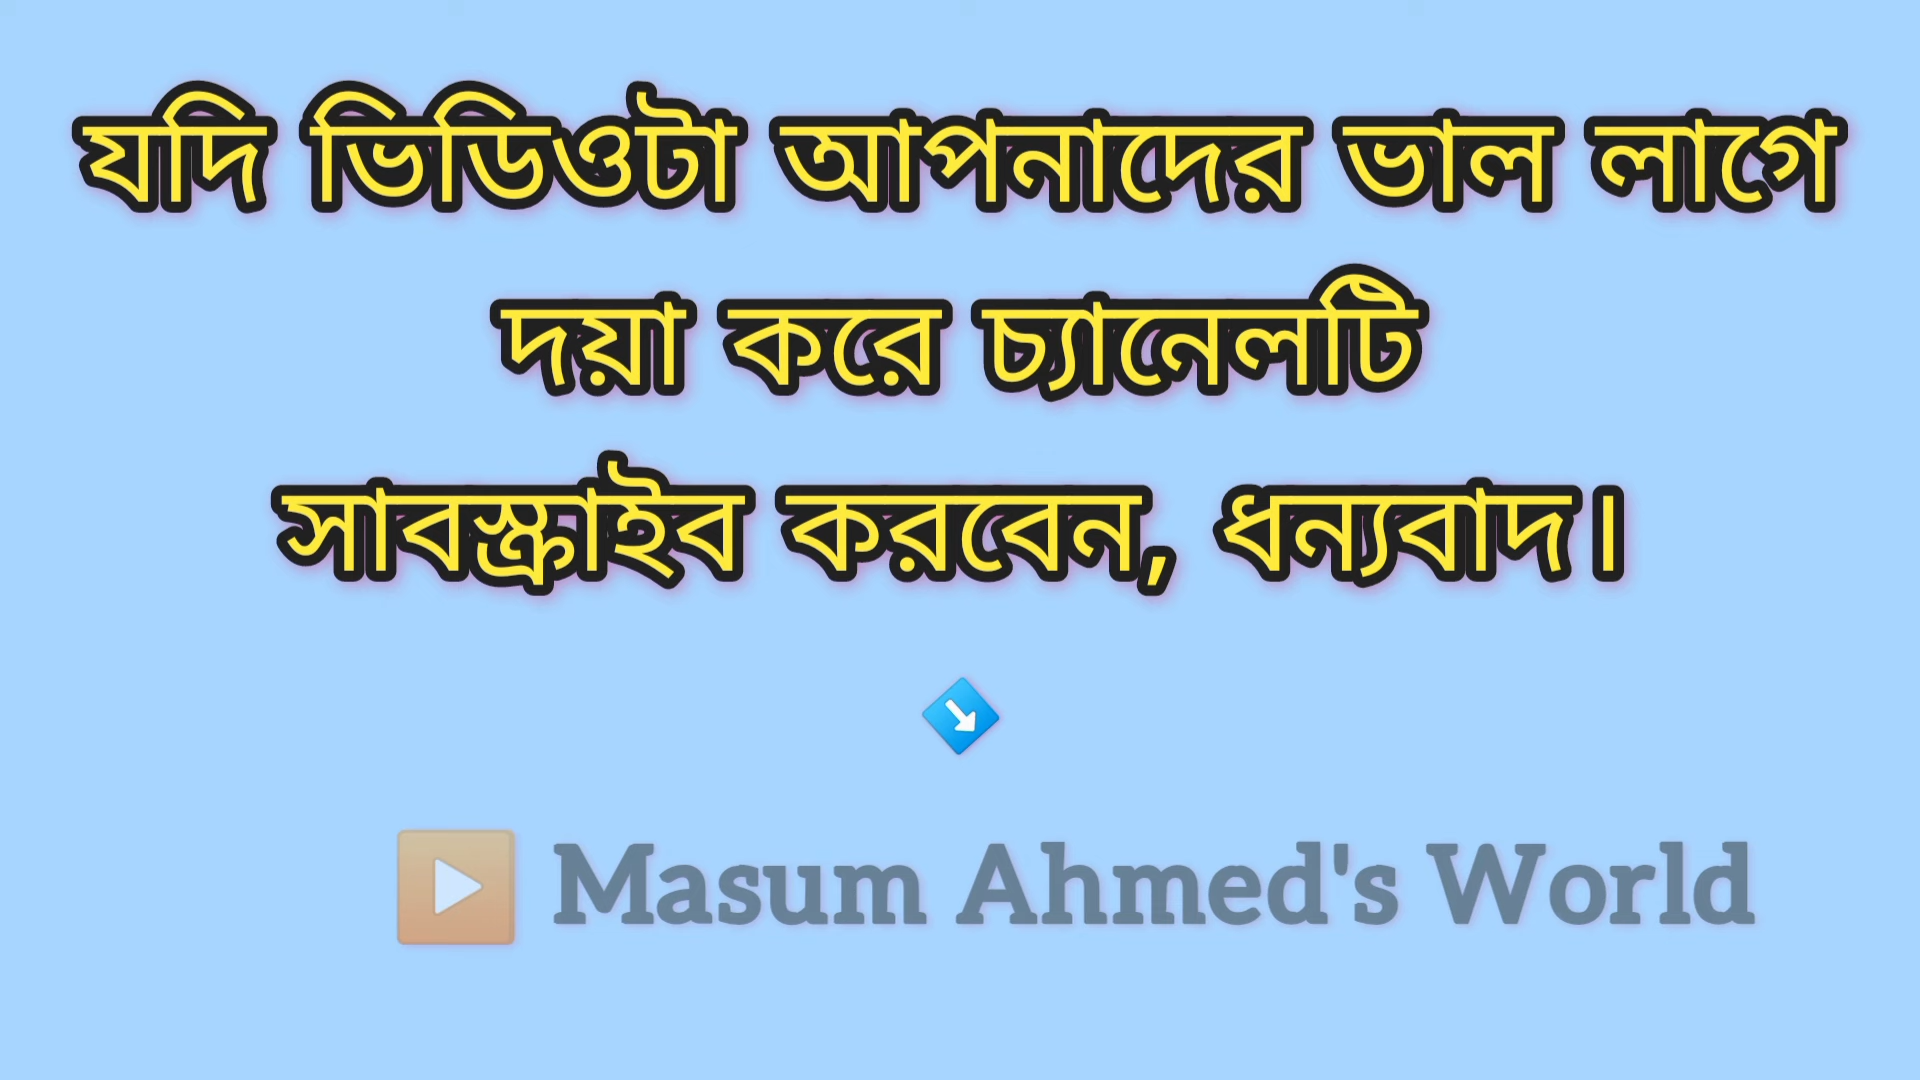 যদি ভিডিওটা আপনাদের ভাল লাগে
দয়া করে চ্যানেলটি
সাবস্ক্রাইব করবেন, ধন্যবাদ।
Masum Ahmed's World